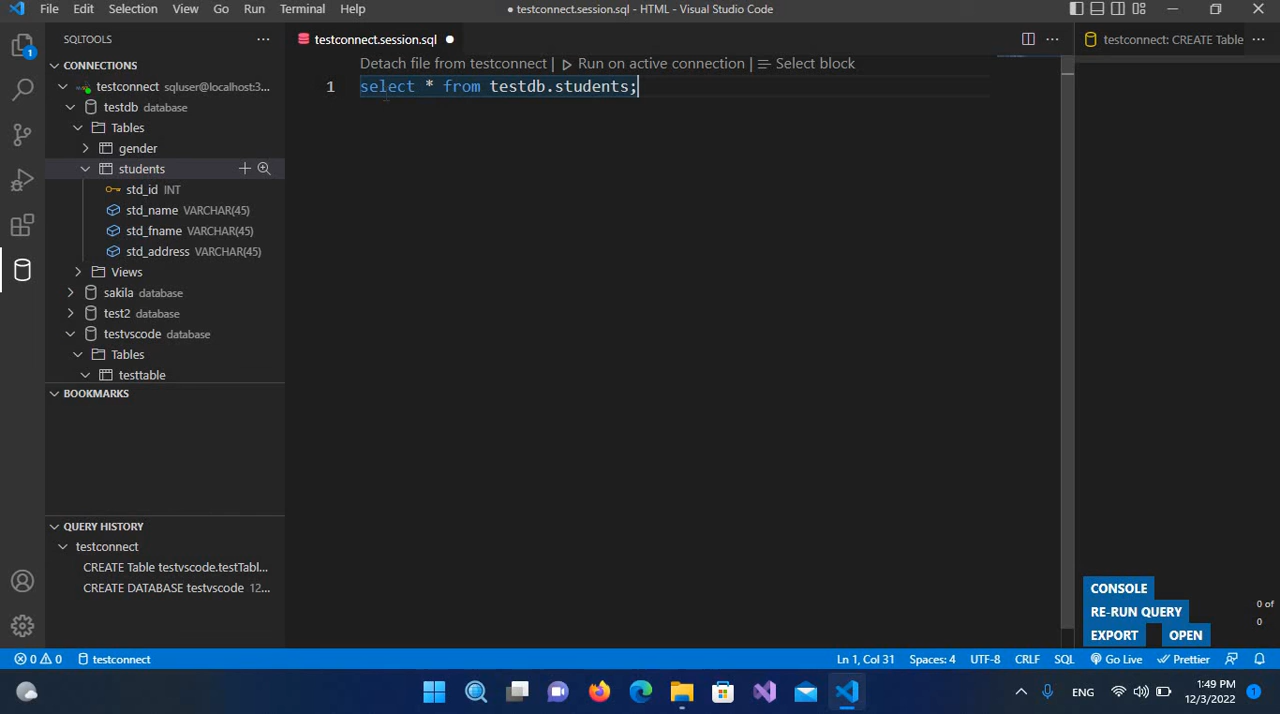 File Edit Selection View Go Run Terminal Help
● testconnect.session.sql - HTML - Visual Studio Code
SQLTOOLS
testconnect.session.sql
testconnect: CREATE Table
CONNECTIONS
Detach file from testconnect | Run on active connection | Select block
testconnect sqluser@localhost:3...
1 select * from testdb.students;
testdb database
Tables
gender
students
std_id INT
std_name VARCHAR(45)
std_fname VARCHAR(45)
std_address VARCHAR(45)
Views
sakila database
test2 database
testvscode database
Tables
testtable
BOOKMARKS
QUERY HISTORY
testconnect
CREATE Table testvscode.testTabl...
CREATE DATABASE testvscode 12...
1
CONSOLE
RE-RUN QUERY
EXPORT OPEN
0 of
0
0 0 testconnect
Ln 1, Col 31 Spaces: 4 UTF-8 CRLF SQL Go Live Prettier
ENG
1:49 PM
12/3/2022
1